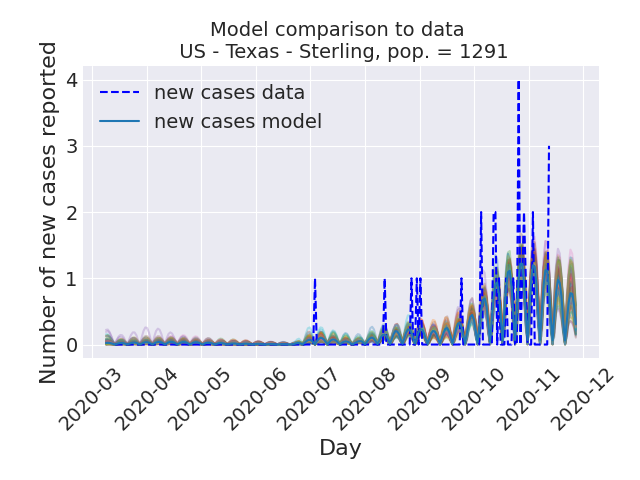 Model comparison to data
US - Texas - Sterling, pop. = 1291
Number of new cases reported
4
3
2
1
0
new cases data
new cases model
2020-03
2020-04
2020-05
2020-06
2020-07
2020-08
2020-09
2020-10
2020-11
2020-12
Day